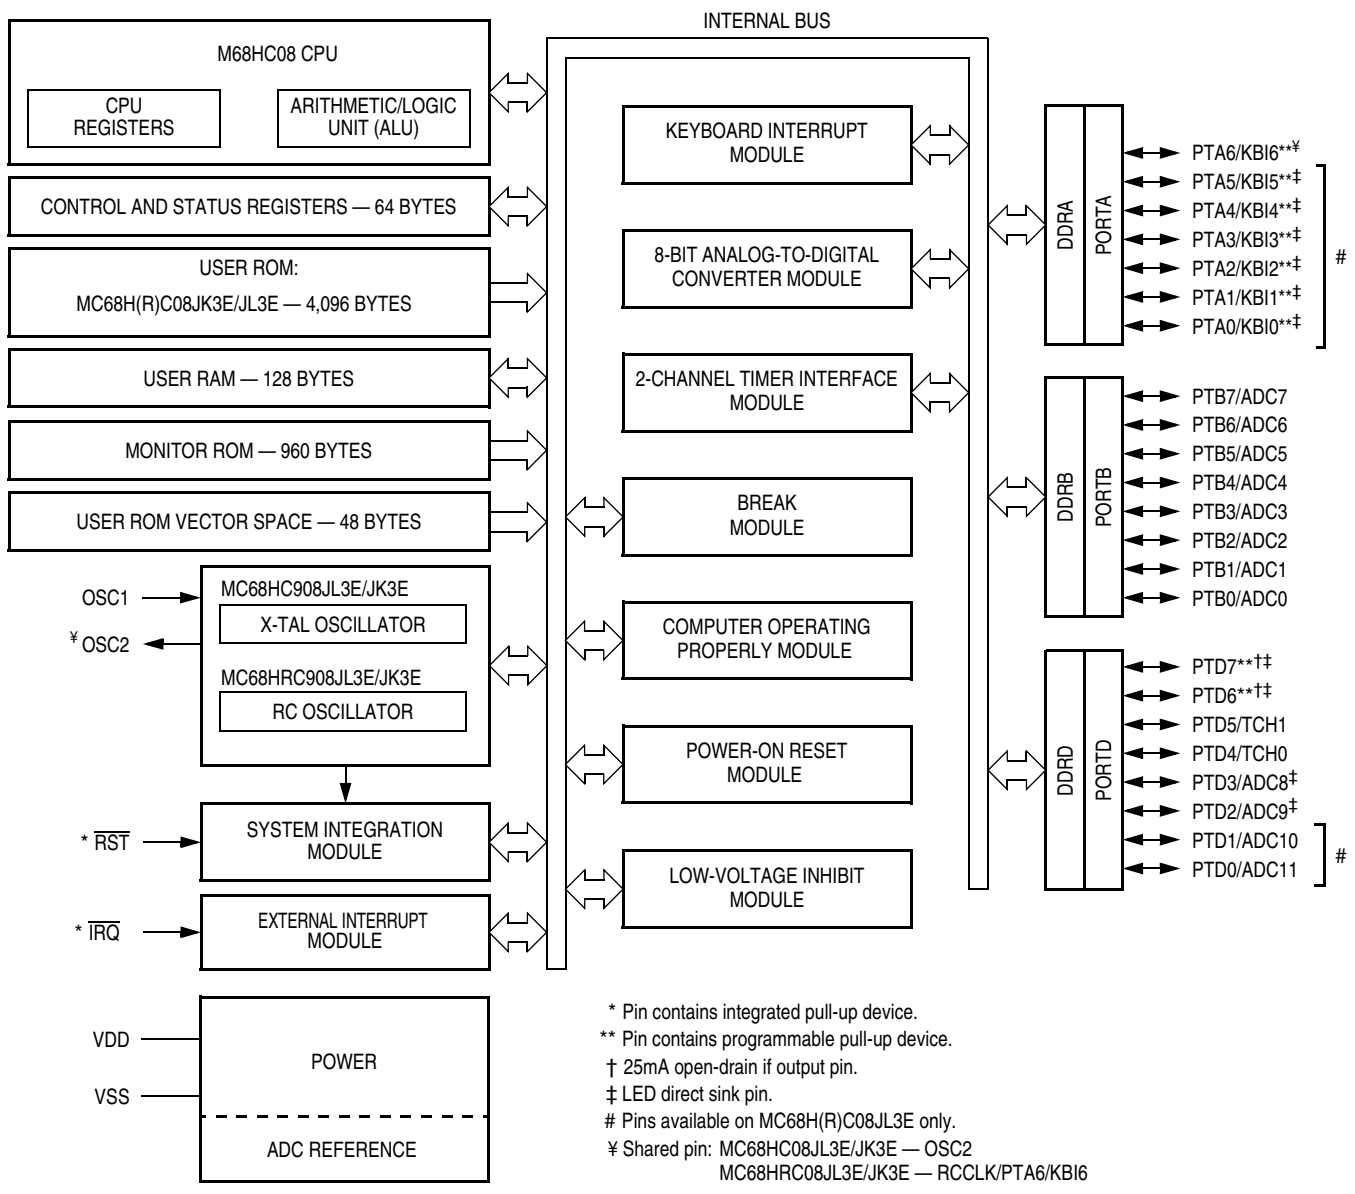 INTERNAL BUS
M68HC08 CPU
CPU
REGISTERS
ARITHMETIC/LOGIC
UNIT (ALU)
CONTROL AND STATUS REGISTERS — 64 BYTES
USER ROM:
MC68H(R)C08JK3E/JL3E — 4,096 BYTES
USER RAM — 128 BYTES
MONITOR ROM — 960 BYTES
USER ROM VECTOR SPACE — 48 BYTES
OSC1
¥ OSC2
MC68HC908JL3E/JK3E
X-TAL OSCILLATOR
MC68HRC908JL3E/JK3E
RC OSCILLATOR
* RST
SYSTEM INTEGRATION
MODULE
* IRQ
EXTERNAL INTERRUPT
MODULE
VDD
VSS
POWER
ADC REFERENCE
KEYBOARD INTERRUPT
MODULE
8-BIT ANALOG-TO-DIGITAL
CONVERTER MODULE
2-CHANNEL TIMER INTERFACE
MODULE
BREAK
MODULE
COMPUTER OPERATING
PROPERLY MODULE
POWER-ON RESET
MODULE
LOW-VOLTAGE INHIBIT
MODULE
DDRA
PORTA
PTA6/KBI6**¥
PTA5/KBI5**‡
PTA4/KBI4**‡
PTA3/KBI3**‡
PTA2/KBI2**‡
PTA1/KBI1**‡
PTA0/KBI0**‡
#
DDRB
PORTB
PTB7/ADC7
PTB6/ADC6
PTB5/ADC5
PTB4/ADC4
PTB3/ADC3
PTB2/ADC2
PTB1/ADC1
PTB0/ADC0
DDRD
PORTD
PTD7**†‡
PTD6**†‡
PTD5/TCH1
PTD4/TCH0
PTD3/ADC8‡
PTD2/ADC9‡
PTD1/ADC10
PTD0/ADC11
#
* Pin contains integrated pull-up device.
** Pin contains programmable pull-up device.
† 25mA open-drain if output pin.
‡ LED direct sink pin.
# Pins available on MC68H(R)C08JL3E only.
¥ Shared pin: MC68HC08JL3E/JK3E — OSC2
MC68HRC08JL3E/JK3E — RCCLK/PTA6/KBI6